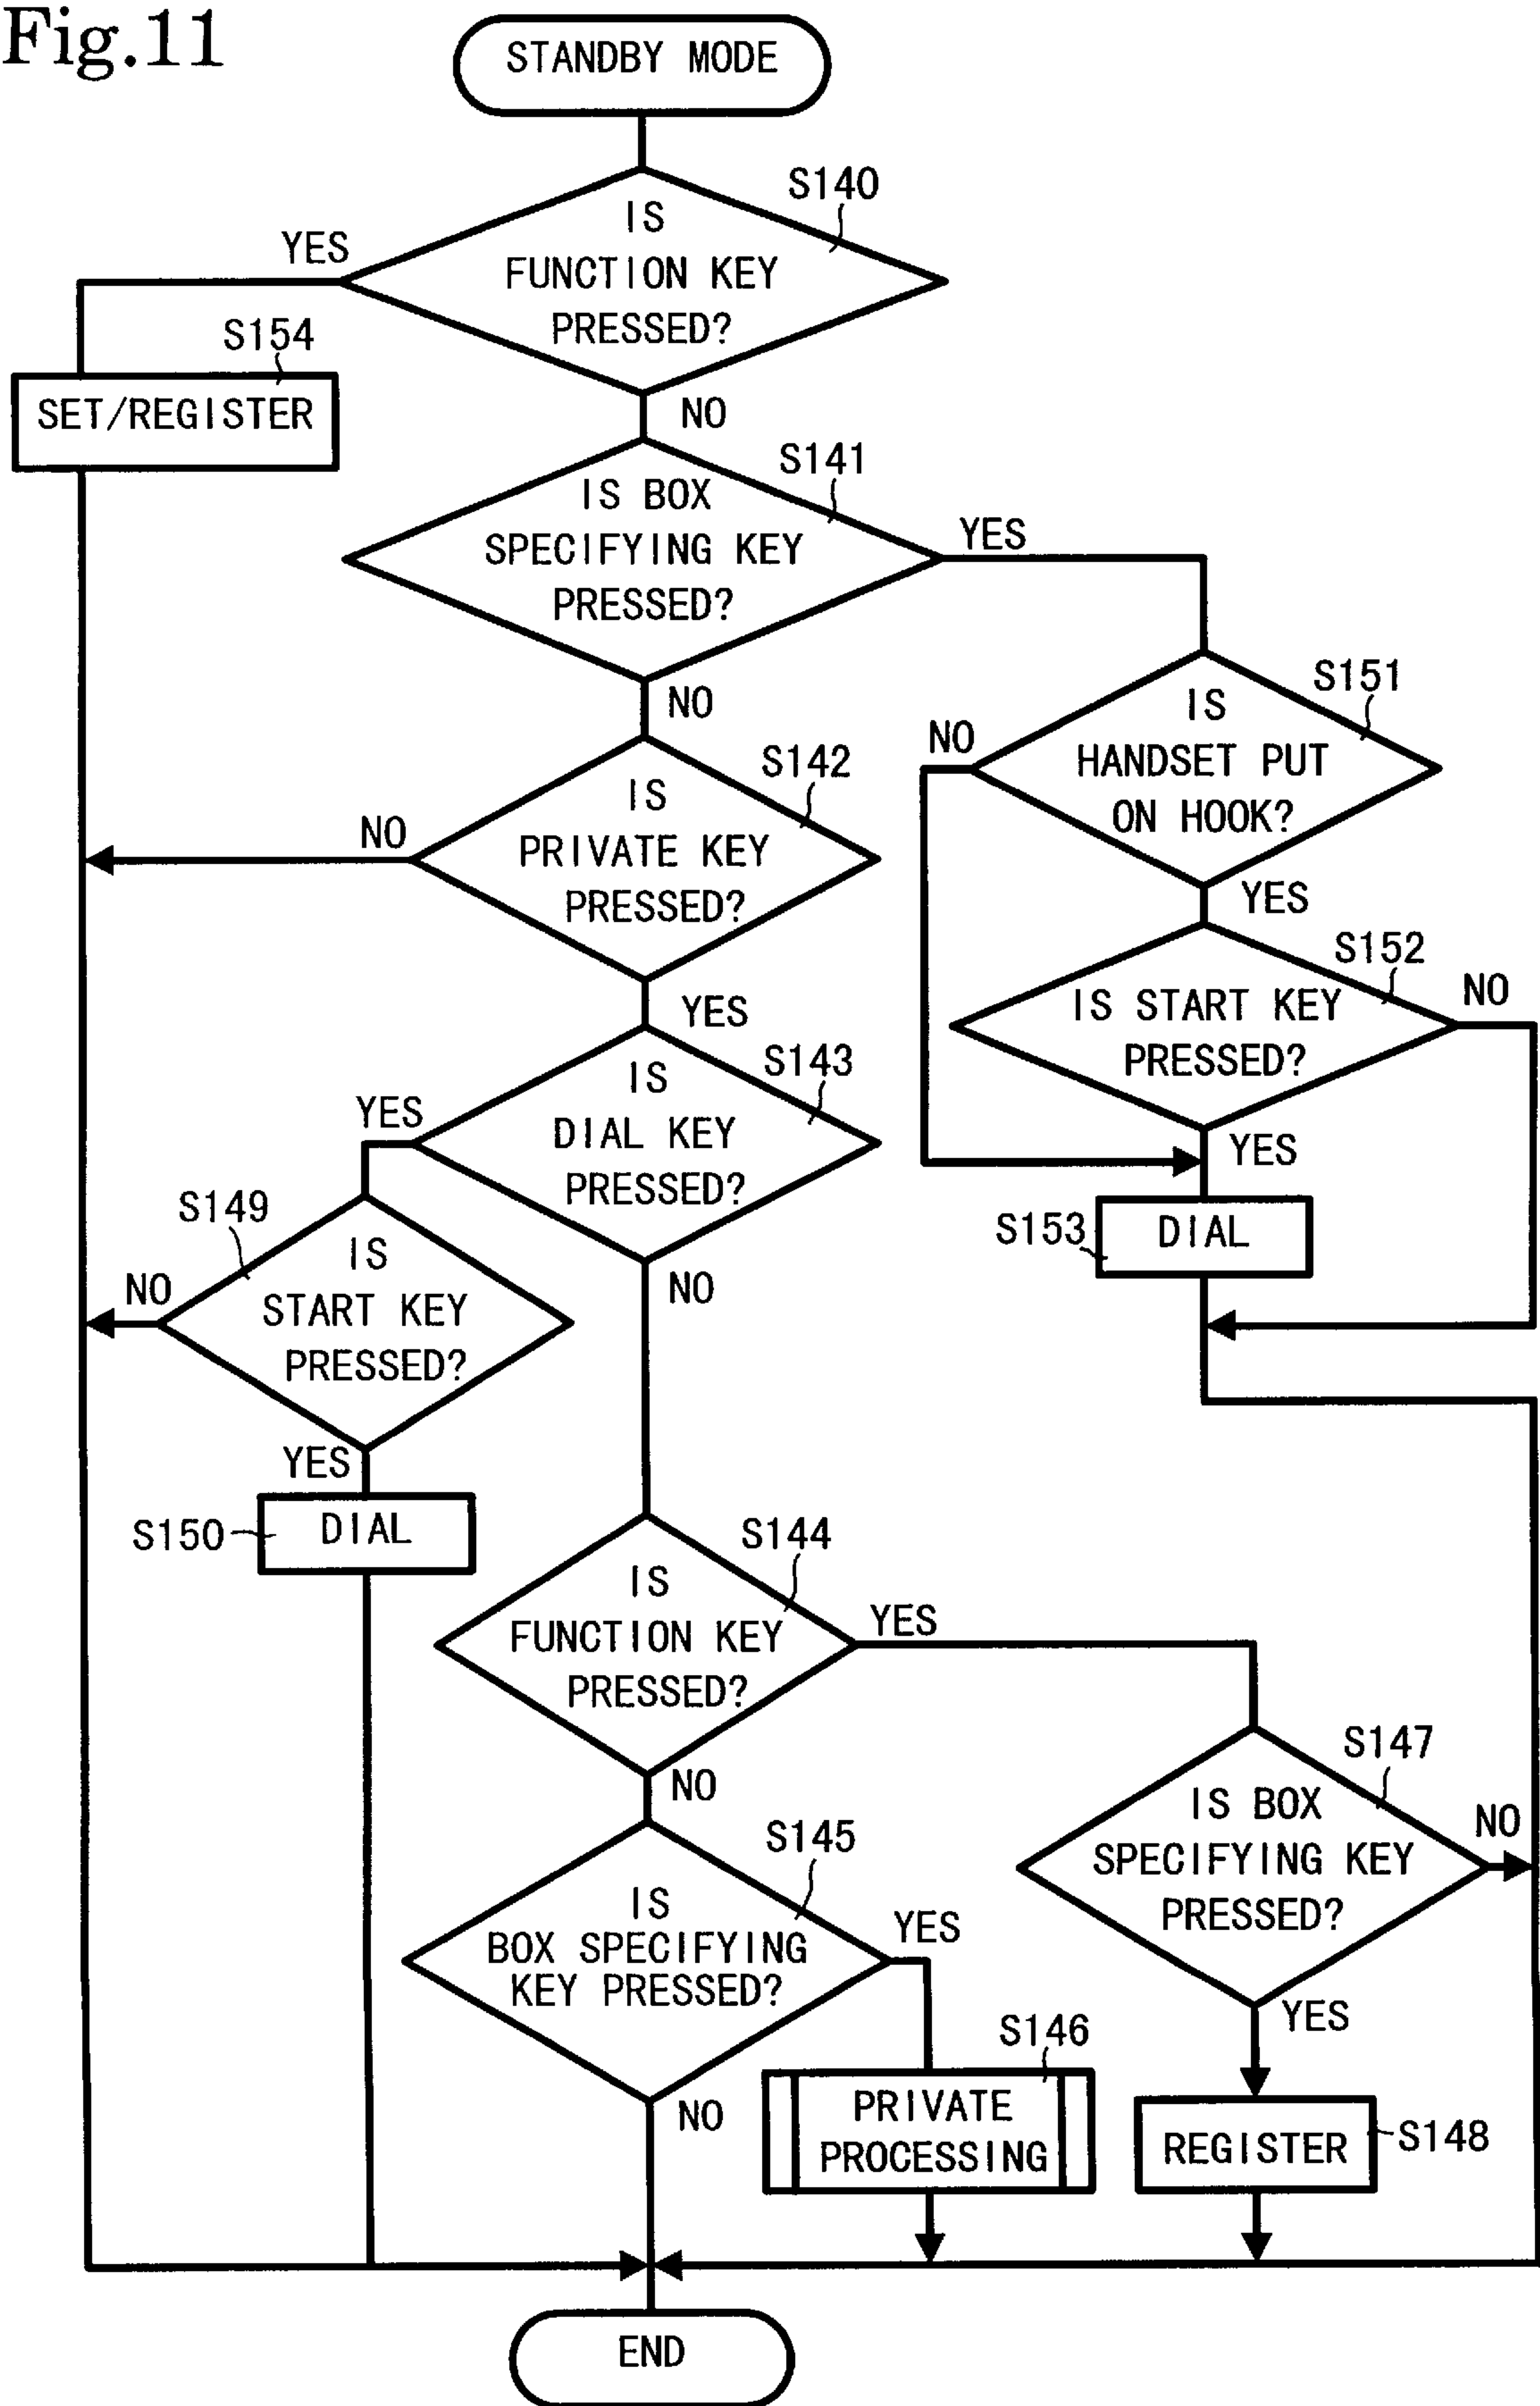 Fig.11
STANDBY MODE
S140
IS
FUNCTION KEY
PRESSED?
YES
NO
S154
SET/REGISTER
S141
IS BOX
SPECIFYING KEY
PRESSED?
YES
NO
S151
IS
HANDSET PUT
ON HOOK?
NO
YES
S142
IS
PRIVATE KEY
PRESSED?
NO
YES
S152
IS START KEY
PRESSED?
NO
YES
S143
IS
DIAL KEY
PRESSED?
YES
NO
S153
DIAL
S149
IS
START KEY
PRESSED?
NO
YES
S150
DIAL
S144
IS
FUNCTION KEY
PRESSED?
YES
NO
S147
IS BOX
SPECIFYING KEY
PRESSED?
NO
YES
S145
IS
BOX SPECIFYING
KEY PRESSED?
YES
NO
S146
PRIVATE
PROCESSING
REGISTER
S148
END